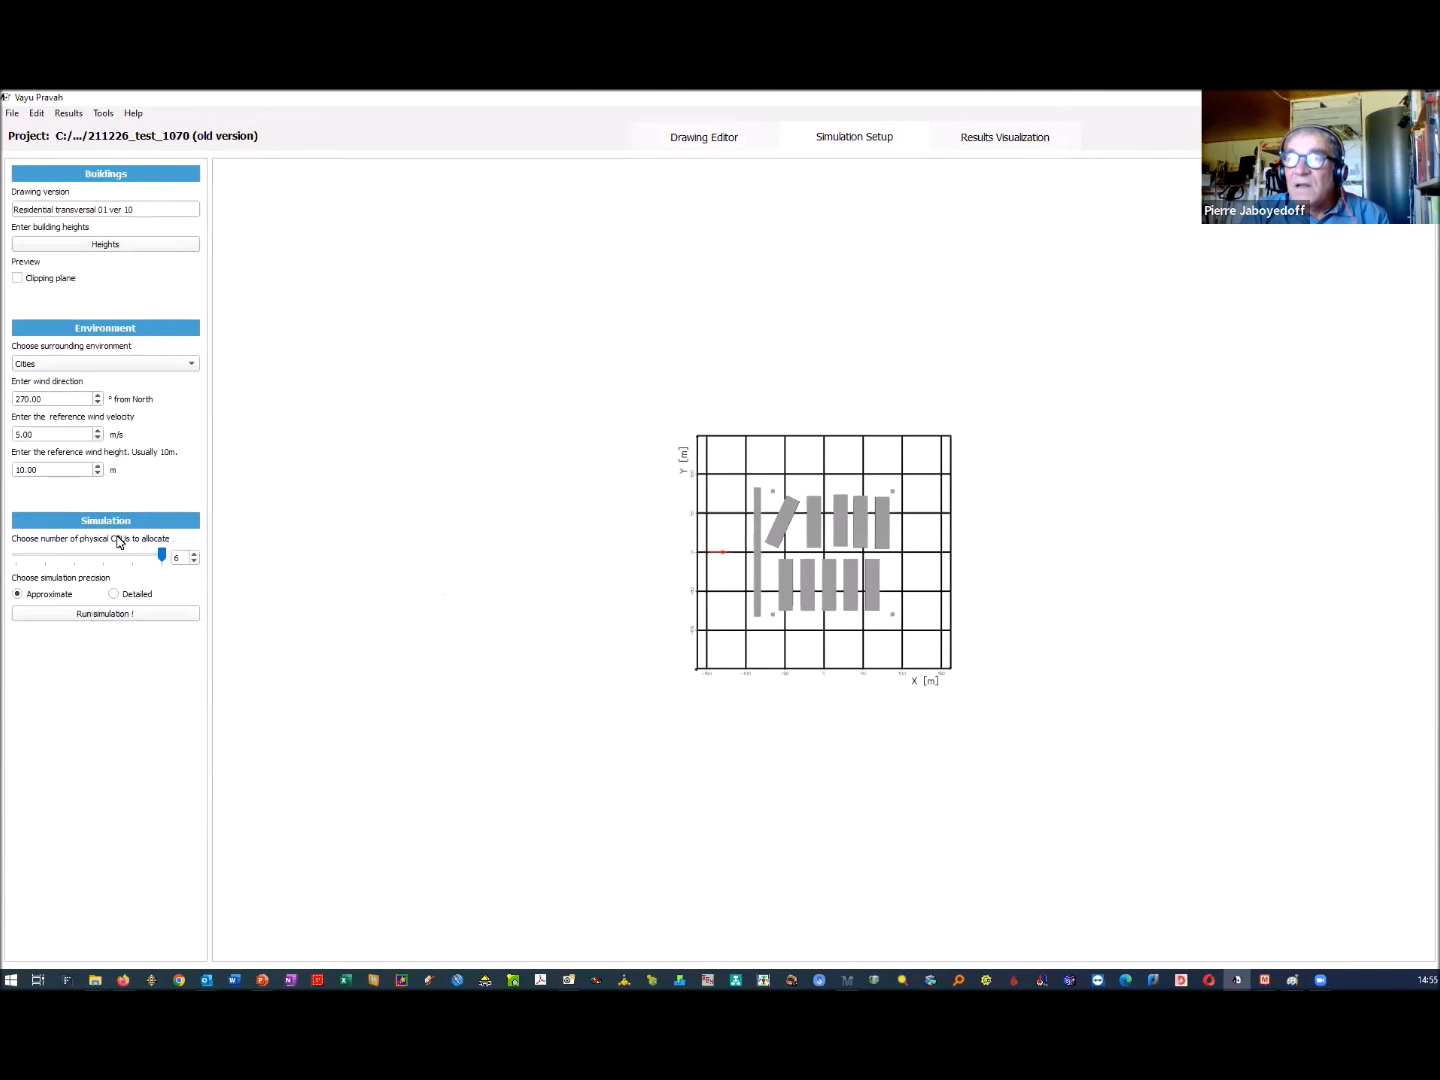 Vayu Pravah
File Edit Results Tools Help
Project: C:/.../211226_test_1070 (old version)
Drawing Editor
Simulation Setup
Results Visualization
Pierre Jaboyedoff
Buildings
Drawing version
Residential transversal 01 ver 10
Enter building heights
Heights
Preview
Clipping plane
Environment
Choose surrounding environment
Cities
Enter wind direction
270.00 ° from North
Enter the reference wind velocity
5.00 m/s
Enter the reference wind height. Usually 10m.
10.00 m
Simulation
Choose number of physical CPUs to allocate
6
Choose simulation precision
Approximate Detailed
Run simulation !
Y [m]
X [m]
14:55